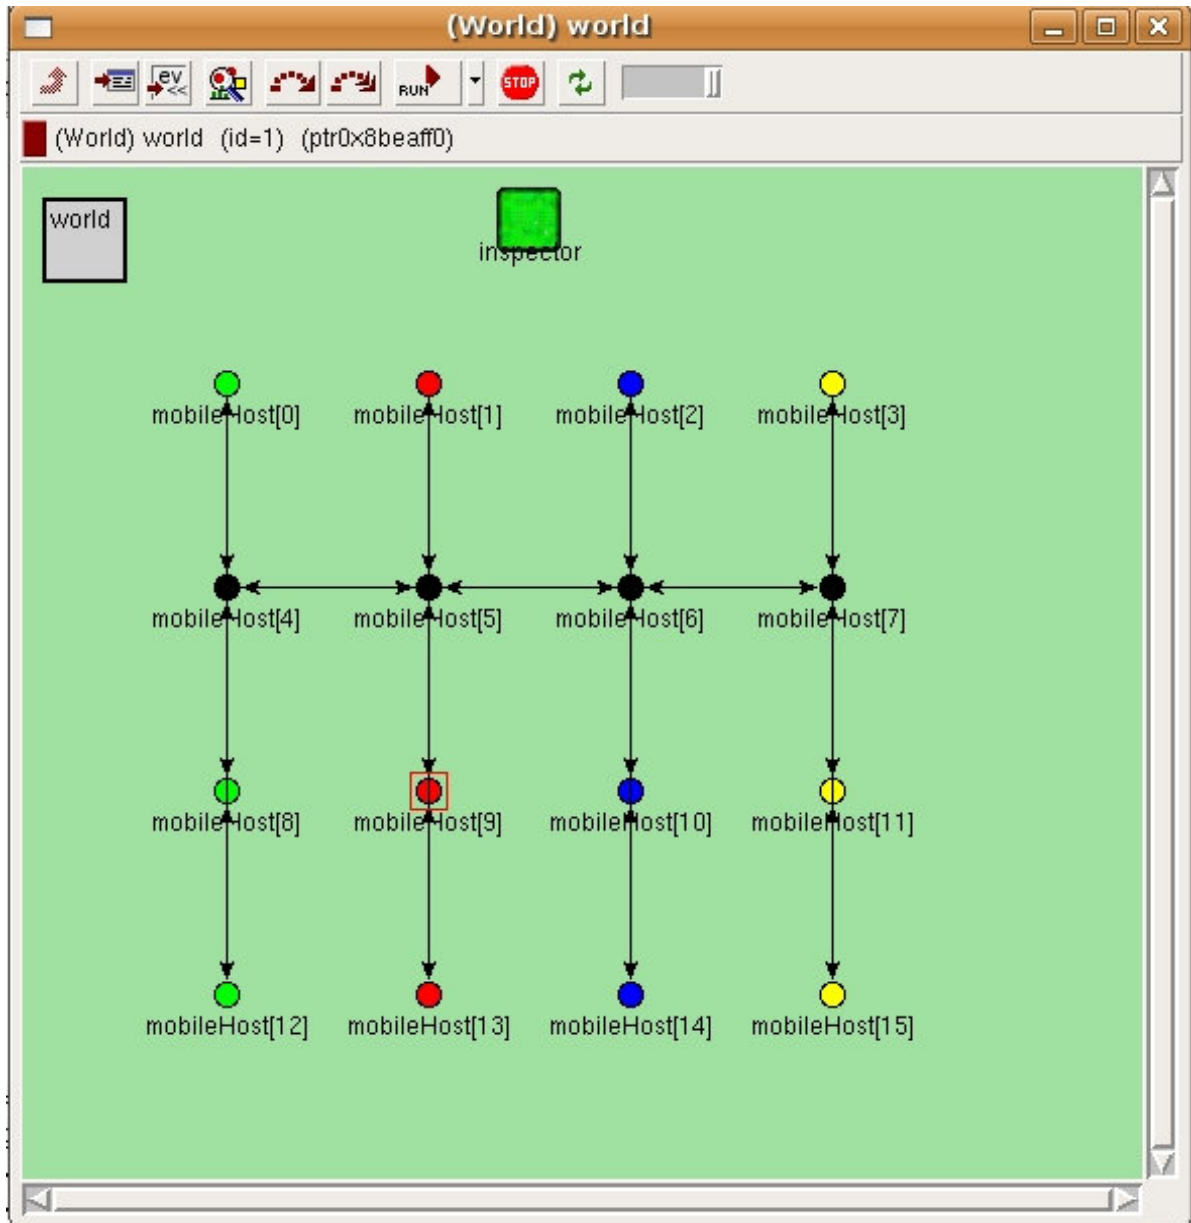 (World) world
ev
<<
RUN
STOP
(World) world (id=1) (ptr0x8beaff0)
world
inspector
mobileHost[0] mobileHost[1] mobileHost[2] mobileHost[3]
mobileHost[4] mobileHost[5] mobileHost[6] mobileHost[7]
mobileHost[8] mobileHost[9] mobileHost[10] mobileHost[11]
mobileHost[12] mobileHost[13] mobileHost[14] mobileHost[15]